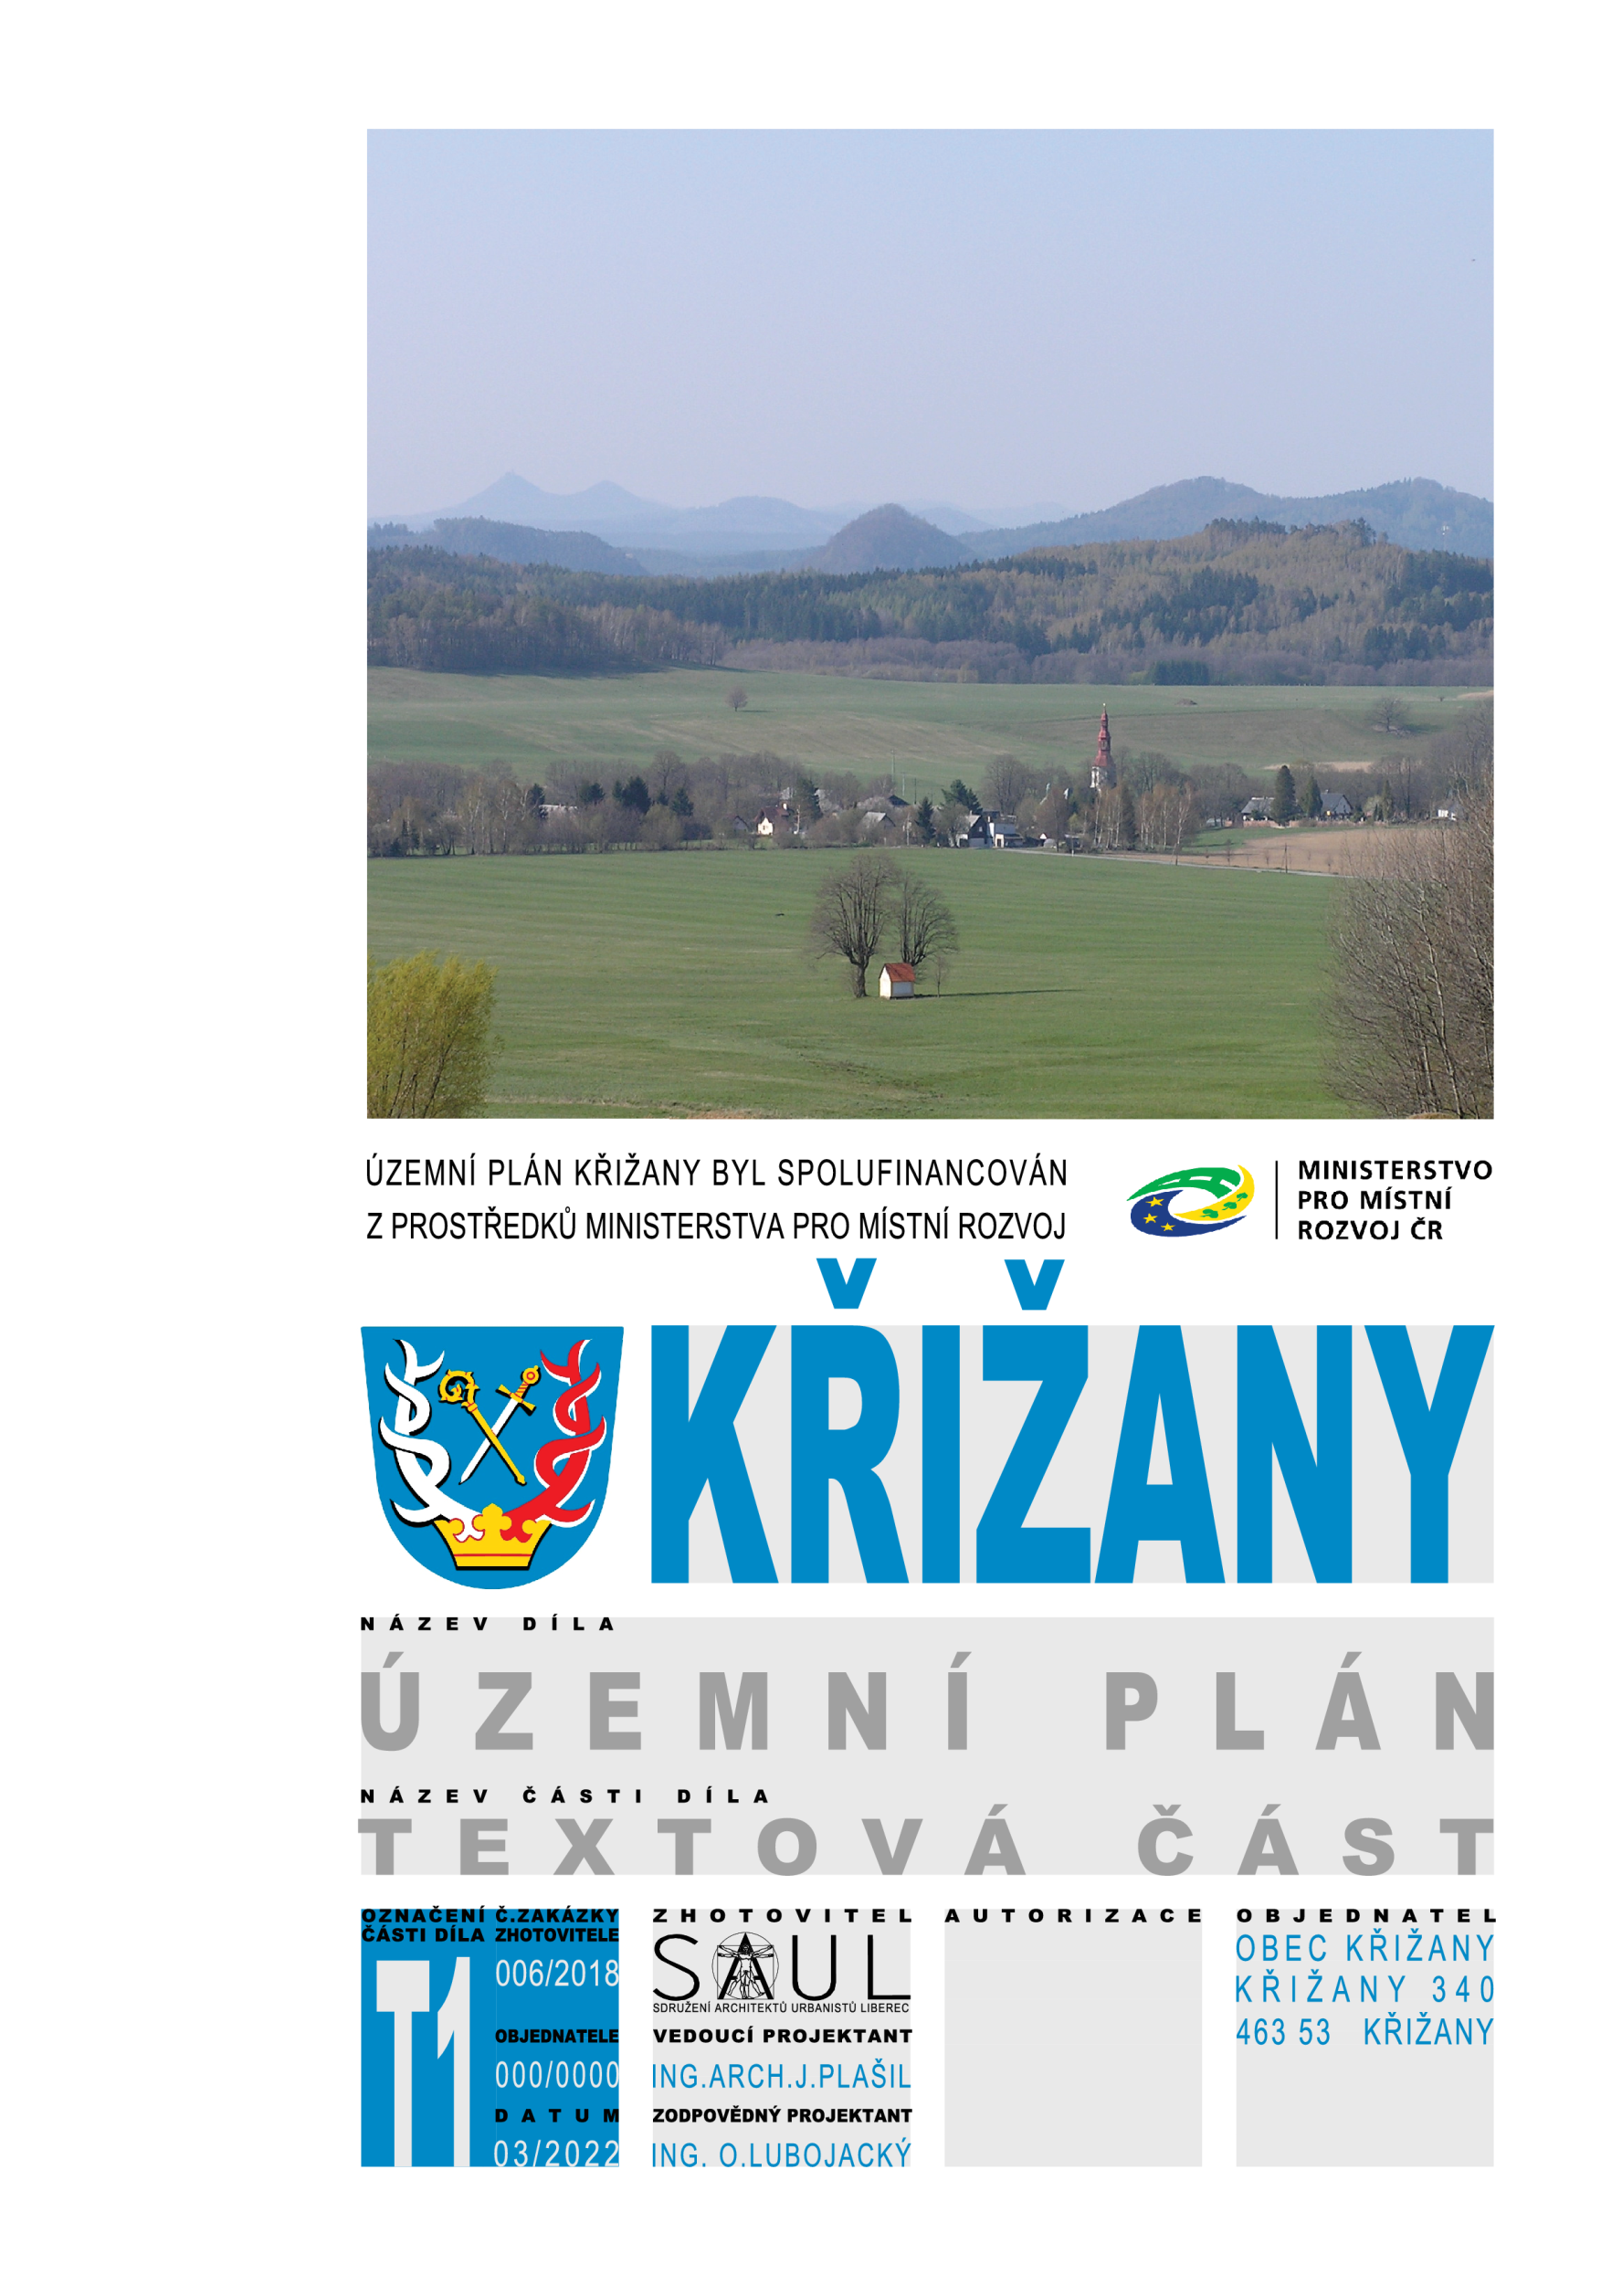 ÚZEMNÍ PLÁN KŘIŽANY BYL SPOLUFINANCOVÁN
Z PROSTŘEDKŮ MINISTERSTVA PRO MÍSTNÍ ROZVOJ
MINISTERSTVO
PRO MÍSTNÍ
ROZVOJ ČR
KŘIŽANY
NÁZEV DÍLA
ÚZEMNÍ PLÁN
NÁZEV ČÁSTI DÍLA
TEXTOVÁ ČÁST
OZNAČENÍ
ČÁSTI DÍLA
T1
Č.ZAKÁZKY
ZHOTOVITELE
006/2018
OBJEDNATELE
000/0000
DATUM
03/2022
ZHOTOVITEL
SAUL
SDRUŽENÍ ARCHITEKTŮ URBANISTŮ LIBEREC
VEDOUCÍ PROJEKTANT
ING.ARCH.J.PLAŠIL
ZODPOVĚDNÝ PROJEKTANT
ING. O.LUBOJACKÝ
AUTORIZACE
OBJEDNATEL
OBEC KŘIŽANY
KŘIŽANY 340
463 53 KŘIŽANY